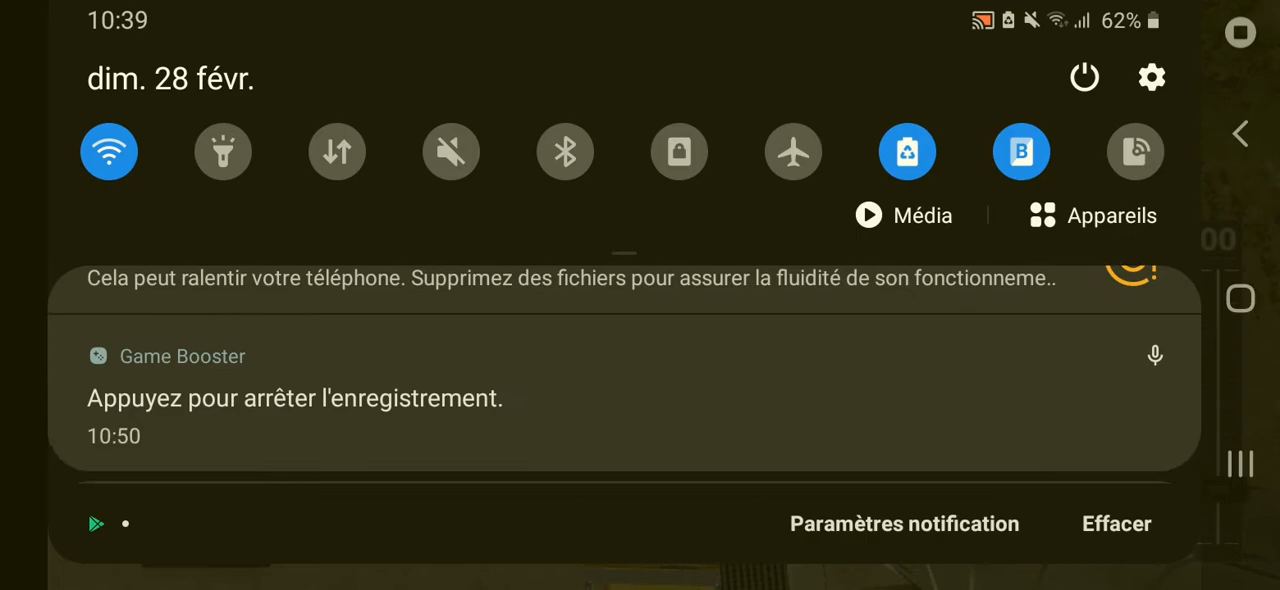 10:39
62%
dim. 28 févr.
B
Média
Appareils
00
Cela peut ralentir votre téléphone. Supprimez des fichiers pour assurer la fluidité de son fonctionneme..
Game Booster
Appuyez pour arrêter l'enregistrement.
10:50
Paramètres notification
Effacer